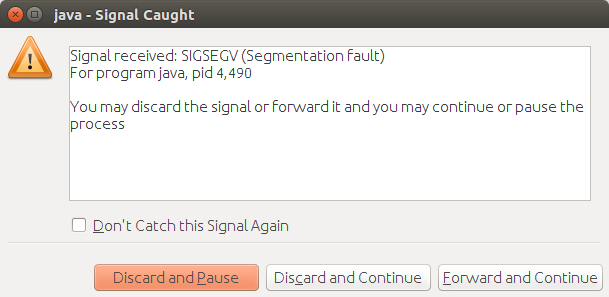 java - Signal Caught
Signal received: SIGSEGV (Segmentation fault)
For program java, pid 4,490
You may discard the signal or forward it and you may continue or pause the
process
Don't Catch this Signal Again
Discard and Pause Discard and Continue Forward and Continue